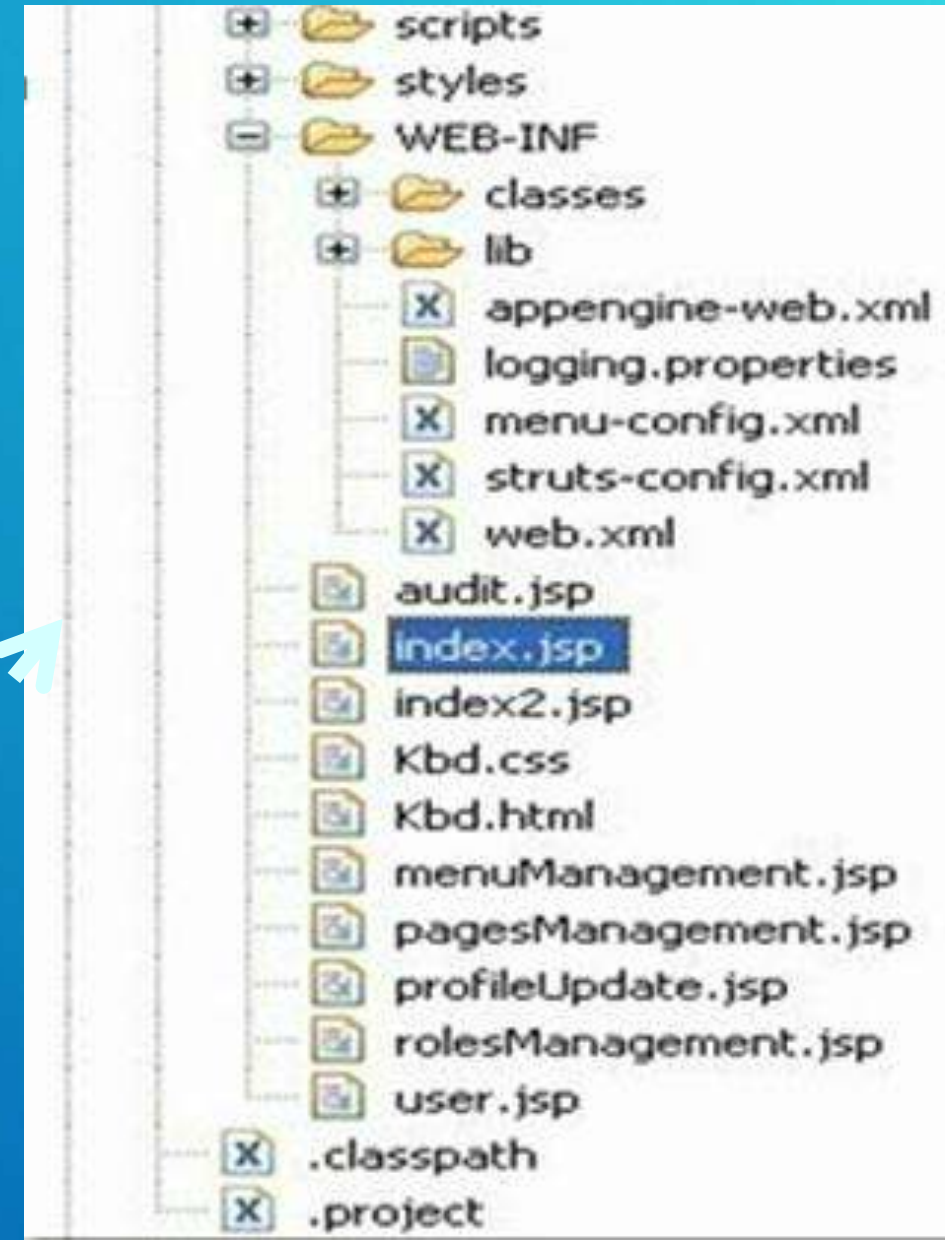 scripts
styles
WEB-INF
classes
lib
appengine-web.xml
logging.properties
menu-config.xml
struts-config.xml
web.xml
audit.jsp
index.jsp
index2.jsp
Kbd.css
Kbd.html
menuManagement.jsp
pagesManagement.jsp
profileUpdate.jsp
rolesManagement.jsp
user.jsp
.classpath
.project